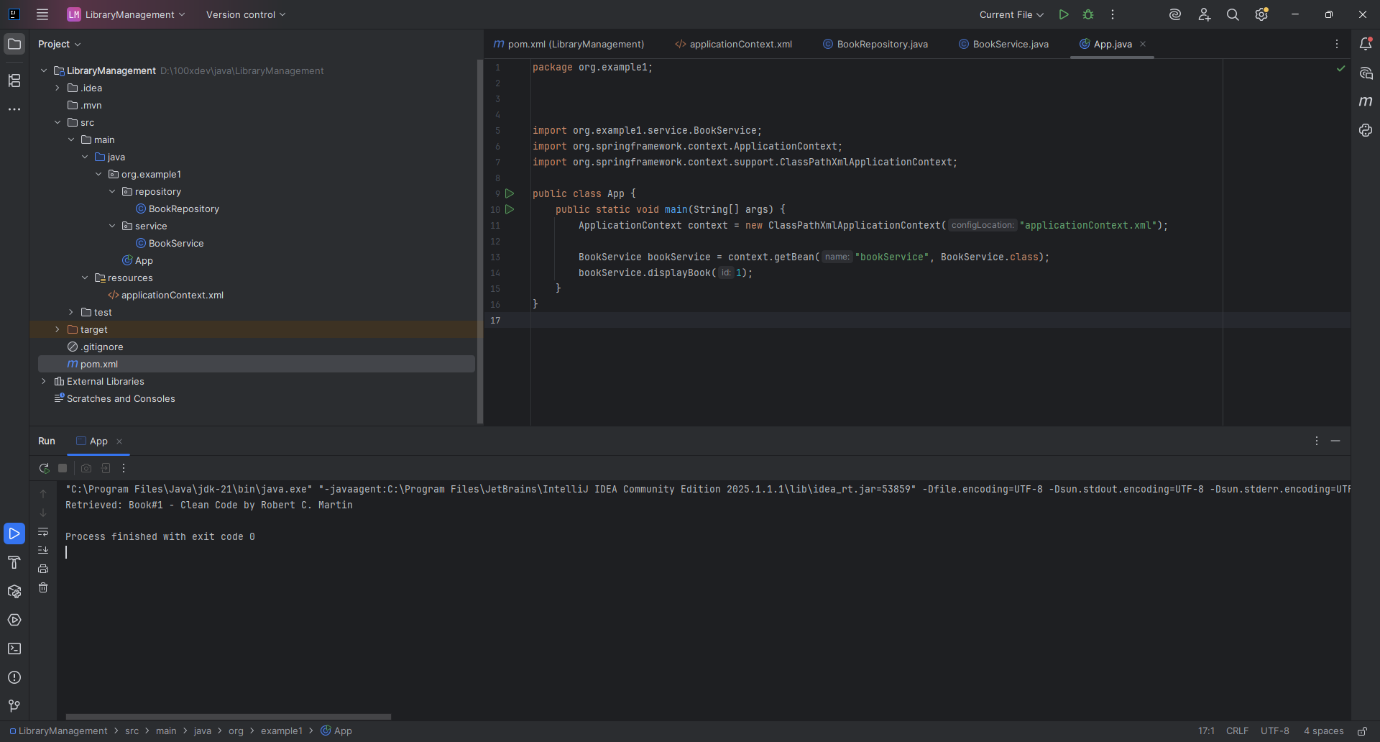 LM LibraryManagement Version control Current File
Project
LibraryManagement D:\100xdev\java\LibraryManagement
.idea
.mvn
src
main
java
org.example1
repository
BookRepository
service
BookService
App
resources
applicationContext.xml
test
target
.gitignore
pom.xml
External Libraries
Scratches and Consoles
pom.xml (LibraryManagement) applicationContext.xml BookRepository.java BookService.java App.java
1 package org.example1;
2
3
4
5 import org.example1.service.BookService;
6 import org.springframework.context.ApplicationContext;
7 import org.springframework.context.support.ClassPathXmlApplicationContext;
8
9 public class App {
10 public static void main(String[] args) {
11 ApplicationContext context = new ClassPathXmlApplicationContext( configLocation: "applicationContext.xml");
12
13 BookService bookService = context.getBean( name: "bookService", BookService.class);
14 bookService.displayBook( id: 1);
15 }
16 }
17
Run App
"C:\Program Files\Java\jdk-21\bin\java.exe" "-javaagent:C:\Program Files\JetBrains\IntelliJ IDEA Community Edition 2025.1.1.1\lib\idea_rt.jar=53859" -Dfile.encoding=UTF-8 -Dsun.stdout.encoding=UTF-8 -Dsun.stderr.encoding=UTF
Retrieved: Book#1 - Clean Code by Robert C. Martin
Process finished with exit code 0
LibraryManagement > src > main > java > org > example1 > App 17:1 CRLF UTF-8 4 spaces